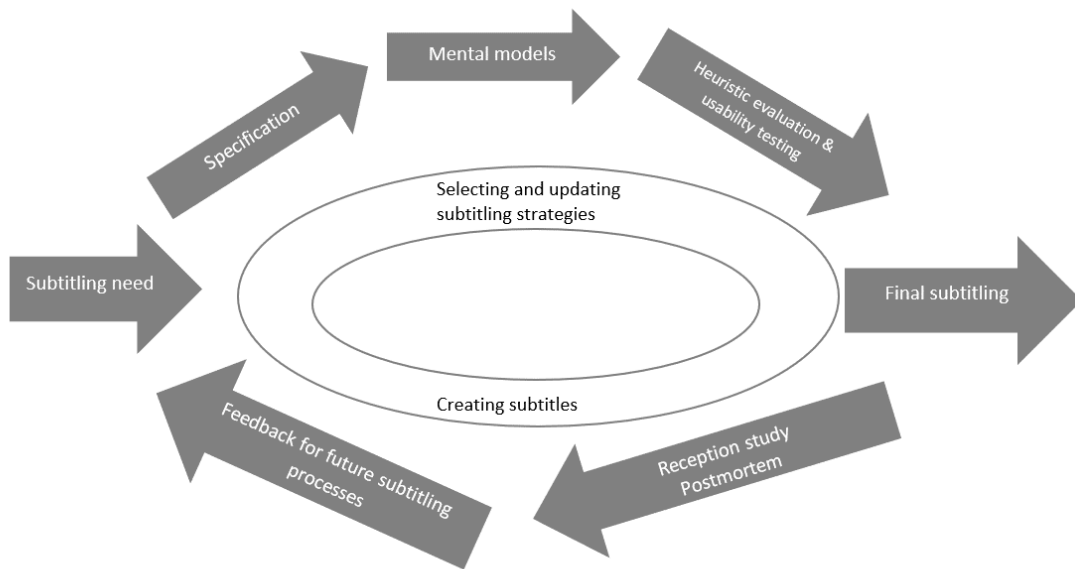 Mental models
Heuristic evaluation &
usability testing
Specification
Selecting and updating
subtitling strategies
Subtitling need
Final subtitling
Creating subtitles
Feedback for future subtitling
processes
Reception study
Postmortem